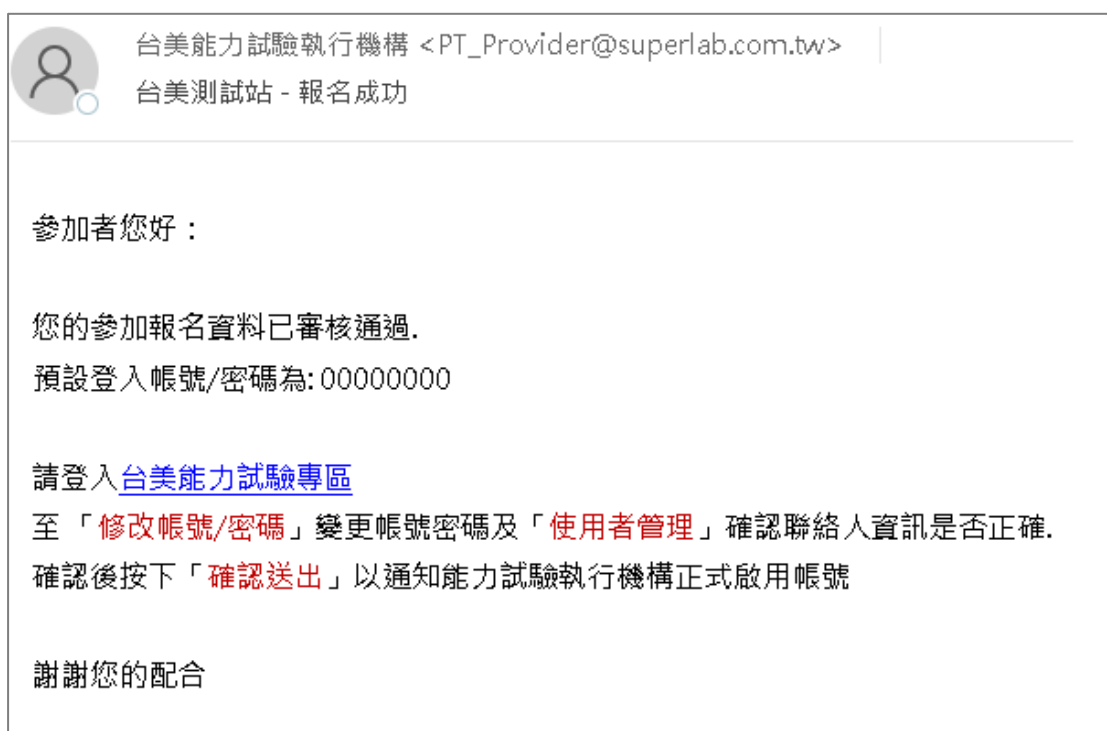 台美能力試驗執行機構 <PT_Provider@superlab.com.tw>
台美測試站 - 報名成功
參加者您好：
您的參加報名資料已審核通過.
預設登入帳號/密碼為: 00000000
請登入台美能力試驗專區
至 「修改帳號/密碼」變更帳號密碼及「使用者管理」確認聯絡人資訊是否正確.
確認後按下「確認送出」以通知能力試驗執行機構正式啟用帳號
謝謝您的配合